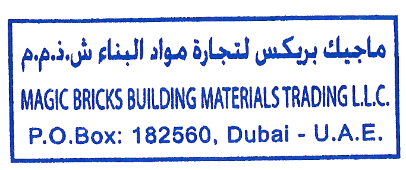 ماجيك بريكس لتجارة مواد البناء ش.ذ.م.م
MAGIC BRICKS BUILDING MATERIALS TRADING L.L.C.
P.O.Box: 182560, Dubai - U.A.E.